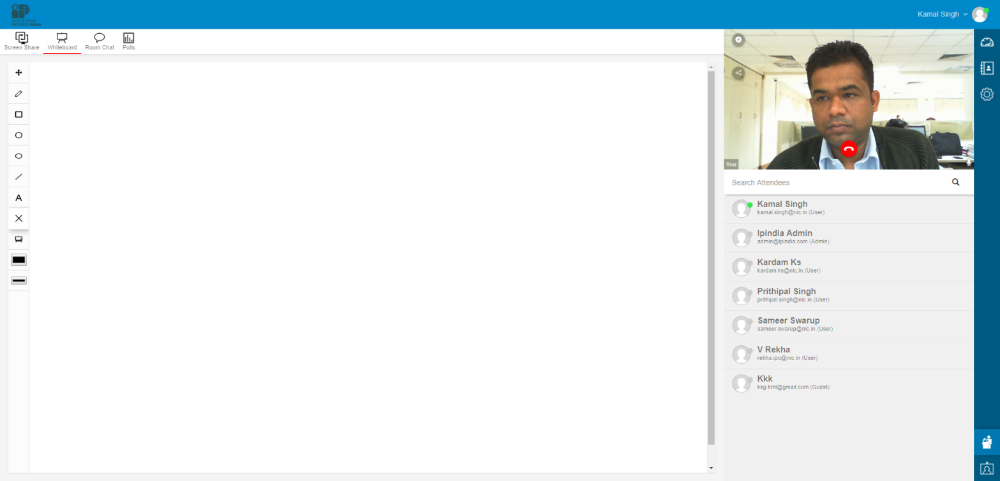 iP
INTELLECTUAL
PROPERTY INDIA
Kamal Singh
Screen Share
Whiteboard
Room Chat
Polls
A
You
Search Attendees
Kamal Singh
kamal.singh@nic.in (User)
Ipindia Admin
admin@ipindia.com (Admin)
Kardam Ks
kardam.ks@nic.in (User)
Prithipal Singh
prithipal.singh@nic.in (User)
Sameer Swarup
sameer.swarup@nic.in (User)
V Rekha
rekha.ipo@nic.in (User)
Kkk
ksg.kml@gmail.com (Guest)